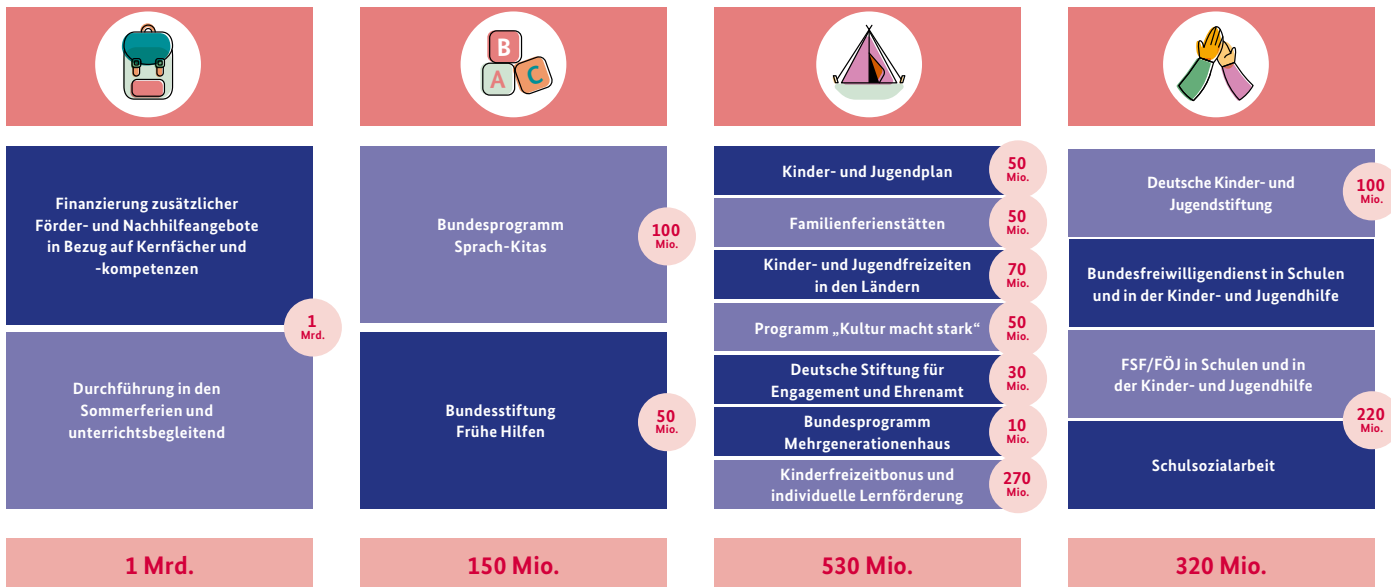 B
A
C
Finanzierung zusätzlicher
Förder- und Nachhilfeangebote
in Bezug auf Kernfächer und
-kompetenzen
1
Mrd.
Durchführung in den
Sommerferien und
unterrichtsbegleitend
1 Mrd.
Bundesprogramm
Sprach-Kitas
100
Mio.
Bundesstiftung
Frühe Hilfen
50
Mio.
150 Mio.
Kinder- und Jugendplan
50
Mio.
Familienferienstätten
50
Mio.
Kinder- und Jugendfreizeiten
in den Ländern
70
Mio.
Programm „Kultur macht stark“
50
Mio.
Deutsche Stiftung für
Engagement und Ehrenamt
30
Mio.
Bundesprogramm
Mehrgenerationenhaus
10
Mio.
Kinderfreizeitbonus und
individuelle Lernförderung
270
Mio.
530 Mio.
Deutsche Kinder- und
Jugendstiftung
100
Mio.
Bundesfreiwilligendienst in Schulen
und in der Kinder- und Jugendhilfe
FSF/FÖJ in Schulen und in
der Kinder- und Jugendhilfe
220
Mio.
Schulsozialarbeit
320 Mio.